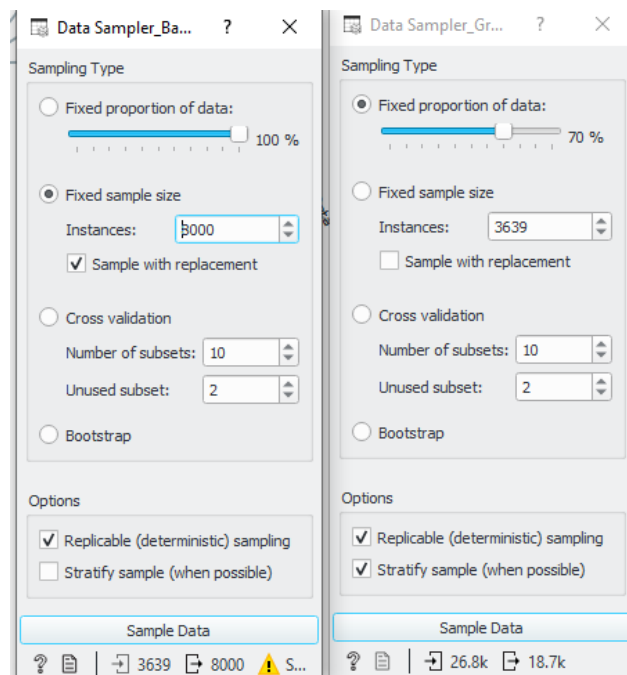 Data Sampler_Ba... ? ×
Sampling Type
Fixed proportion of data:
100 %
Fixed sample size
Instances: 8000
Sample with replacement
Cross validation
Number of subsets: 10
Unused subset: 2
Bootstrap
Options
Replicable (deterministic) sampling
Stratify sample (when possible)
Sample Data
? 3639 8000 S...
Data Sampler_Gr... ? ×
Sampling Type
Fixed proportion of data:
70 %
Fixed sample size
Instances: 3639
Sample with replacement
Cross validation
Number of subsets: 10
Unused subset: 2
Bootstrap
Options
Replicable (deterministic) sampling
Stratify sample (when possible)
Sample Data
? 26.8k 18.7k